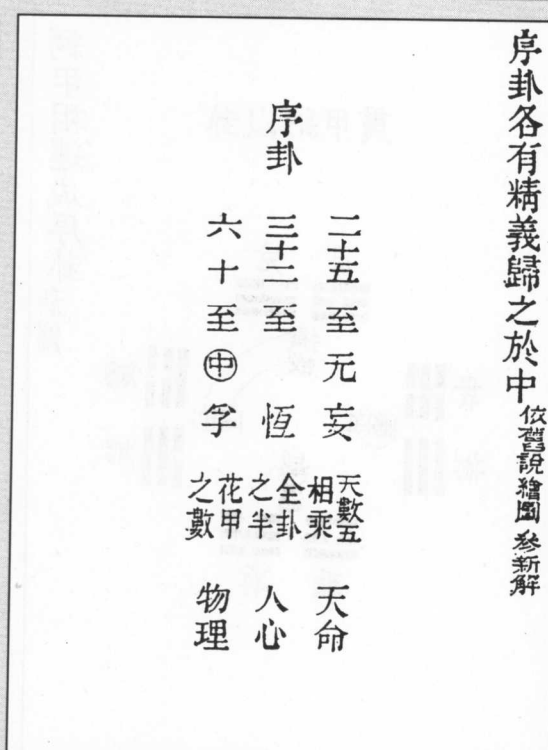 序卦各有精義歸之於中 依舊說繪圖 參新解
序卦
二十五至无妄 天數五相乘 天命
三十二至恆 全卦之半 人心
六十至㊥孚 花甲之數 物理